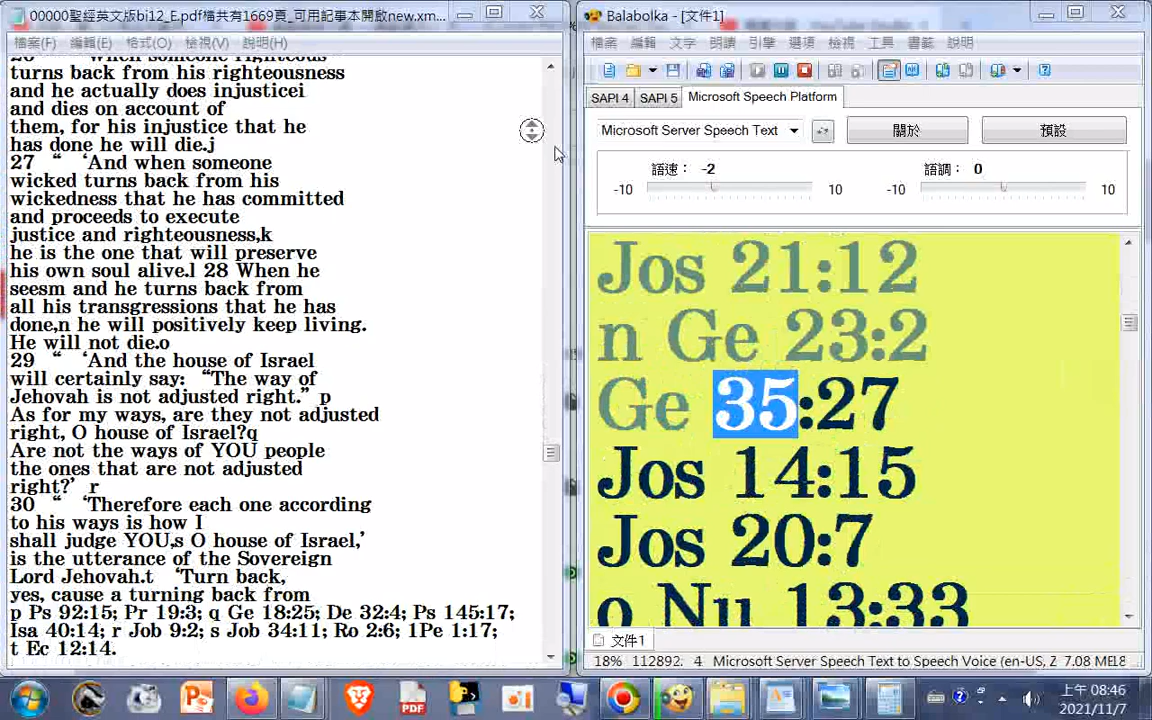 00000聖經英文版bi12_E.pdf檔共有1669頁_可用記事本開啟new.xm...
檔案(F) 編輯(E) 格式(O) 檢視(V) 說明(H)
26 “ ‘When someone righteous
turns back from his righteousness
and he actually does injusticei
and dies on account of
them, for his injustice that he
has done he will die.j
27 “ ‘And when someone
wicked turns back from his
wickedness that he has committed
and proceeds to execute
justice and righteousness,k
he is the one that will preserve
his own soul alive.l 28 When he
seesm and he turns back from
all his transgressions that he has
done,n he will positively keep living.
He will not die.o
29 “ ‘And the house of Israel
will certainly say: “The way of
Jehovah is not adjusted right.” p
As for my ways, are they not adjusted
right, O house of Israel?q
Are not the ways of YOU people
the ones that are not adjusted
right?’ r
30 “ ‘Therefore each one according
to his ways is how I
shall judge YOU,s O house of Israel,’
is the utterance of the Sovereign
Lord Jehovah.t ‘Turn back,
yes, cause a turning back from
p Ps 92:15; Pr 19:3; q Ge 18:25; De 32:4; Ps 145:17;
Isa 40:14; r Job 9:2; s Job 34:11; Ro 2:6; 1Pe 1:17;
t Ec 12:14.
Balabolka - [文件1]
檔案 編輯 文字 朗讀 引擎 選項 檢視 工具 書籤 說明
SAPI 4 SAPI 5 Microsoft Speech Platform
Microsoft Server Speech Text 關於 預設
語速: -2 語調: 0
-10 10 -10 10
Jos 21:12
n Ge 23:2
Ge 35:27
Jos 14:15
Jos 20:7
o Nu 13:33
文件1
18% 112892. 4 Microsoft Server Speech Text to Speech Voice (en-US, Z 7.08 MEL8
上午 08:46
2021/11/7